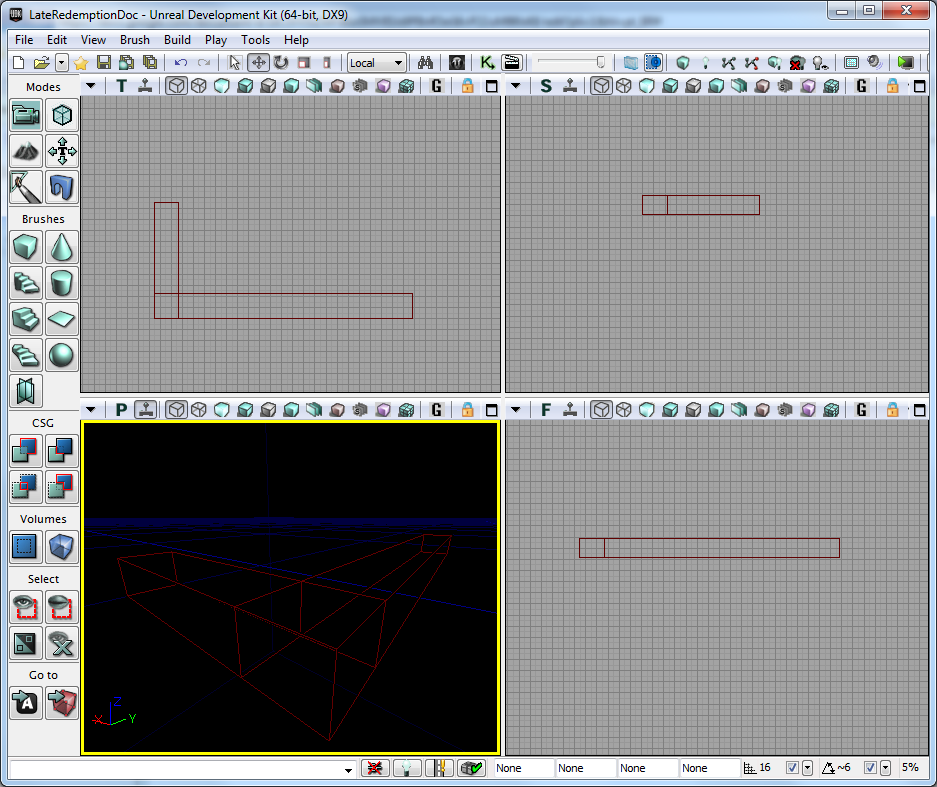 UDK LateRedemptionDoc - Unreal Development Kit (64-bit, DX9)
File Edit View Brush Build Play Tools Help
Local
Modes
T
G
S
G
Brushes
P
G
F
G
CSG
Volumes
Select
Go to
A
Z
X
Y
None None None None 16 ~6 5%